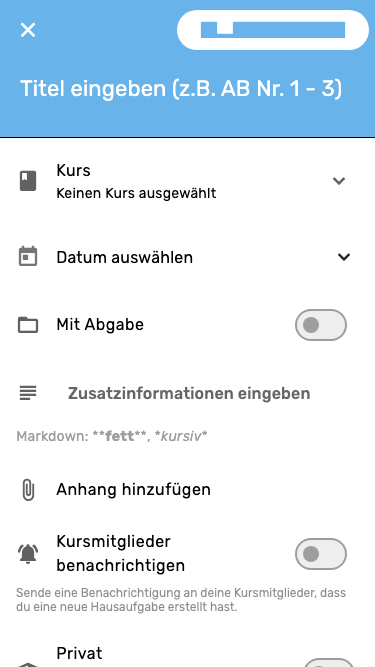 Titel eingeben (z.B. AB Nr. 1 - 3)
Kurs
Keinen Kurs ausgewählt
Datum auswählen
Mit Abgabe
Zusatzinformationen eingeben
Markdown: **fett**, *kursiv*
Anhang hinzufügen
Kursmitglieder
benachrichtigen
Sende eine Benachrichtigung an deine Kursmitglieder, dass
du eine neue Hausaufgabe erstellt hast.
Privat